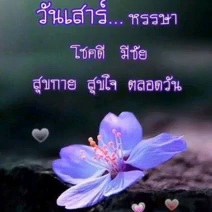 วันเสาร์... หรรษา
โชคดี มีชัย
สุขกาย สุขใจ ตลอดวัน